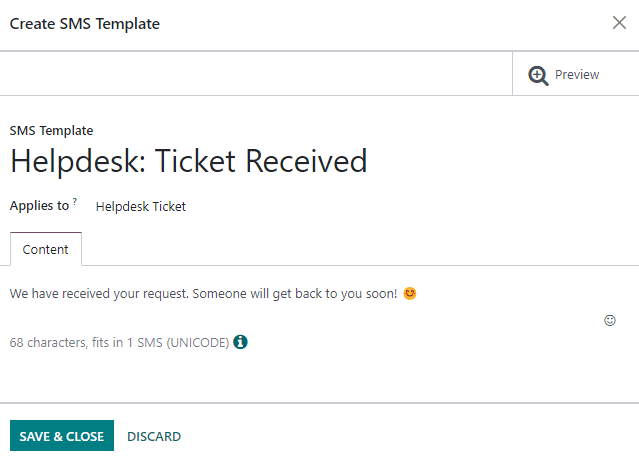 Create SMS Template
Preview
SMS Template
Helpdesk: Ticket Received
Applies to ? Helpdesk Ticket
Content
We have received your request. Someone will get back to you soon! 😊
68 characters, fits in 1 SMS (UNICODE)
SAVE & CLOSE DISCARD